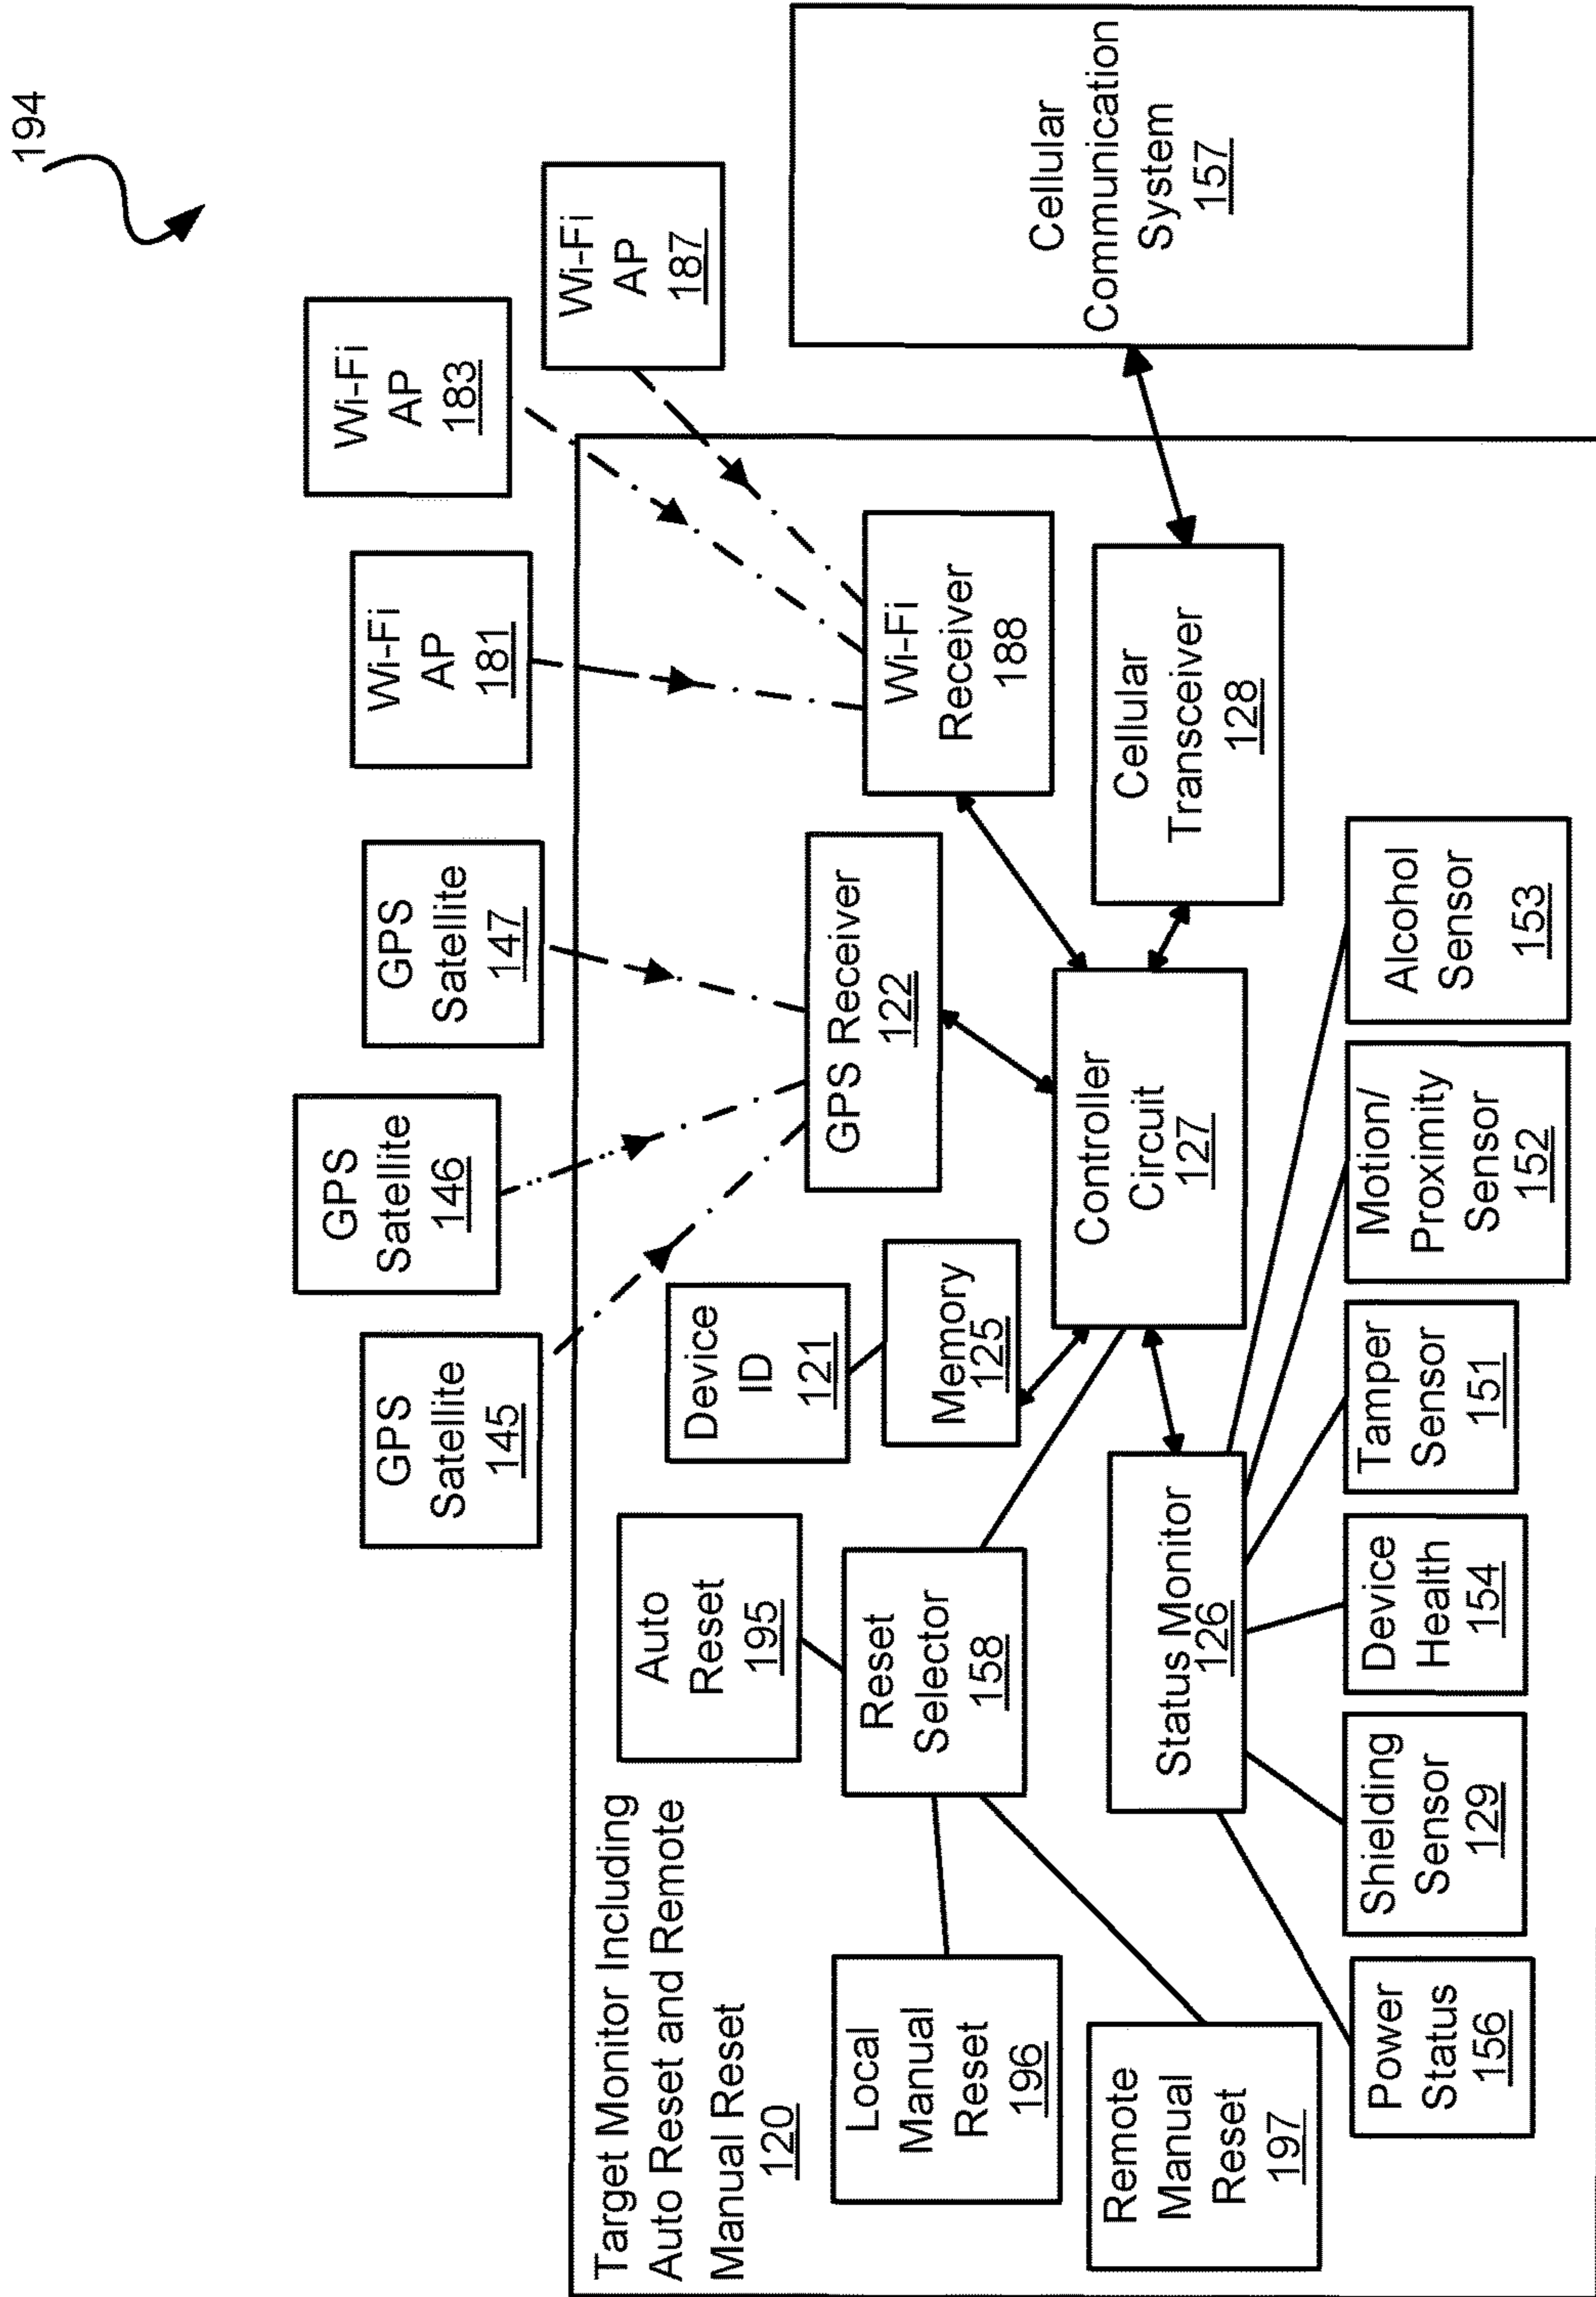 194
GPS
Satellite
145
GPS
Satellite
146
GPS
Satellite
147
Wi-Fi
AP
181
Wi-Fi
AP
183
Wi-Fi
AP
187
Target Monitor Including
Auto Reset and Remote
Manual Reset
120
Auto
Reset
195
Device
ID
121
Local
Manual
Reset
196
Reset
Selector
158
Memory
125
GPS Receiver
122
Wi-Fi
Receiver
188
Cellular
Communication
System
157
Remote
Manual
Reset
197
Status Monitor
126
Controller
Circuit
127
Cellular
Transceiver
128
Power
Status
156
Shielding
Sensor
129
Device
Health
154
Tamper
Sensor
151
Motion/
Proximity
Sensor
152
Alcohol
Sensor
153